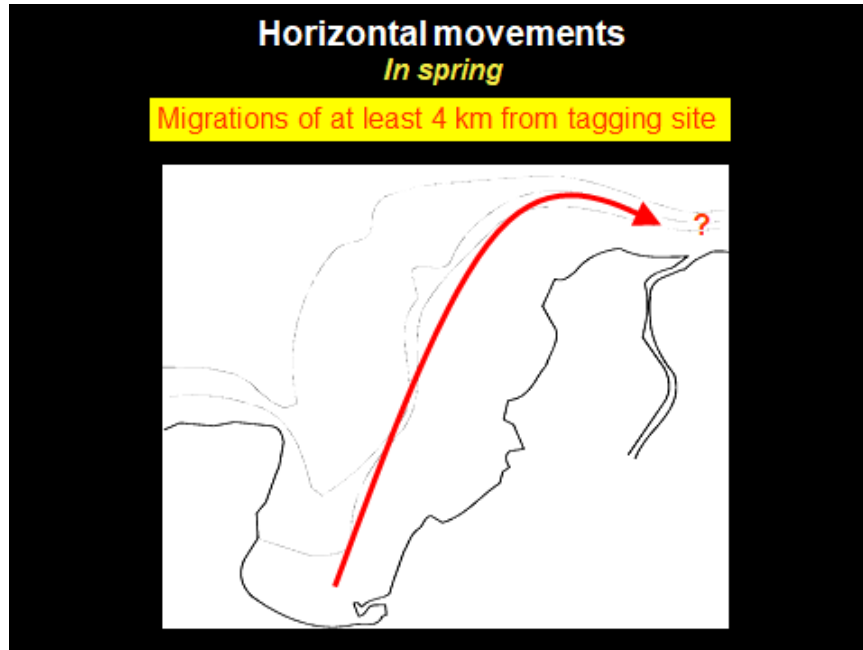 Horizontal movements
In spring
Migrations of at least 4 km from tagging site
?